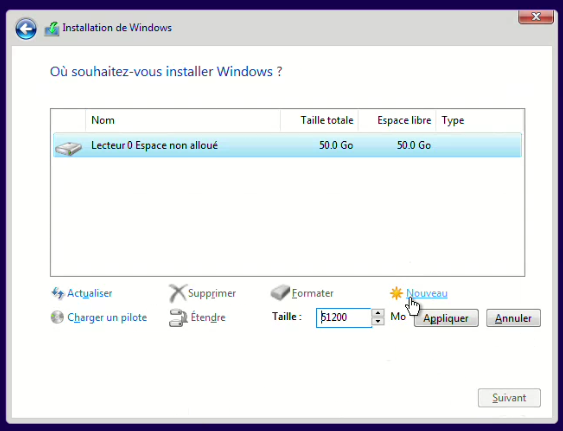 Installation de Windows
Où souhaitez-vous installer Windows ?
Nom Taille totale Espace libre Type
Lecteur 0 Espace non alloué 50.0 Go 50.0 Go
Actualiser Supprimer Formater Nouveau
Charger un pilote Étendre Taille : 51200 Mo Appliquer Annuler
Suivant